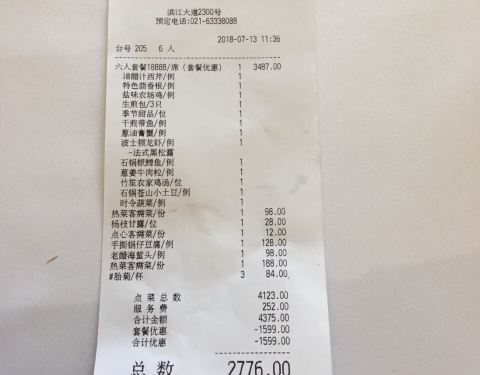 滨江大道2300号
预定电话:021-63338088
2018-07-13 11:36
台号 205 6 人
六人套餐1888B/席 (套餐优惠) 1 3487.00
油醋汁西芹/例 1
特色茴香根/例 1
盐味农场鸡/例 1
生煎包/3只 1
季节甜品/位 1
干煎带鱼/例 1
葱油膏蟹/例 1
波士顿龙虾/例 1
-法式黑松露
石锅银鳕鱼/例 1
葱姜牛肉粒/例 1
竹笙农家鸡汤/位 1
石锅苍山小土豆/例 1
时令蔬菜/例 1
热菜客需菜/份 1 98.00
杨枝甘露/位 1 28.00
点心客需菜/份 1 12.00
手撕锅仔豆腐/例 1 128.00
老醋海蜇头/例 1 98.00
热菜客需菜/份 1 188.00
#胎菊/杯 3 84.00
点菜总数 4123.00
服务费 252.00
合计金额 4375.00
套餐优惠 -1599.00
合计优惠 -1599.00
总数 2776.00